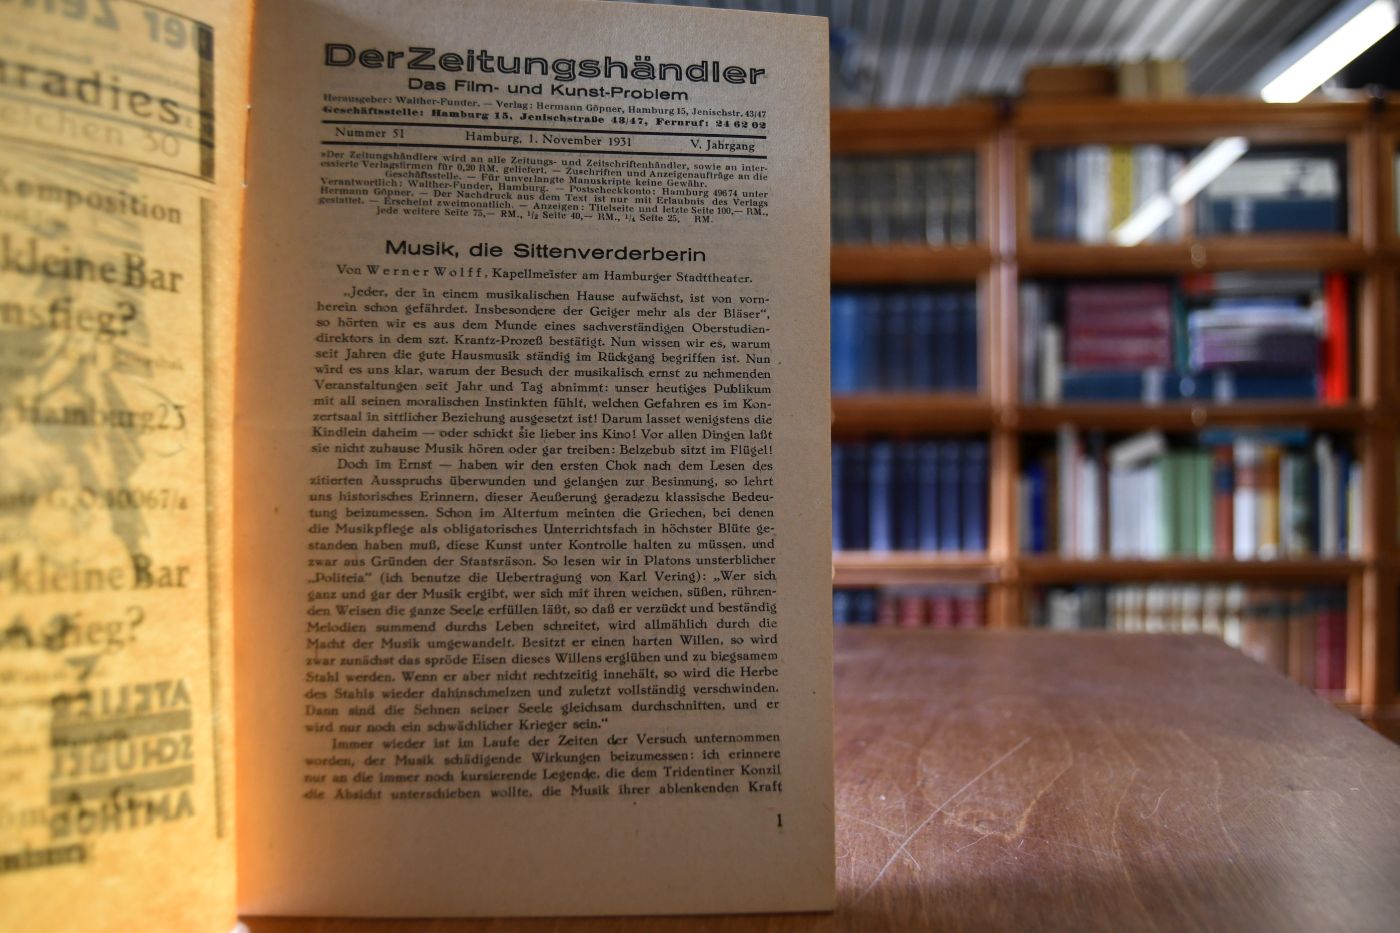 radies
chen 30
kleine Bar
Hamburg 23
kleine Bar
ATELIER
DerZeitungshändler
Das Film- und Kunst-Problem
Herausgeber: Walther-Funder. — Verlag: Hermann Göpner, Hamburg 15, Jenischstr. 43/47
Geschäftsstelle: Hamburg 15, Jenischstraße 43/47, Fernruf: 24 62 02
Nummer 51 Hamburg, 1. November 1931 V. Jahrgang
»Der Zeitungshändler« wird an alle Zeitungs- und Zeitschriftenhändler, sowie an inter-
essierte Verlagsfirmen für 0,20 RM. geliefert. — Zuschriften und Anzeigenaufträge an die
Geschäftsstelle. — Für unverlangte Manuskripte keine Gewähr.
Verantwortlich: Walther-Funder, Hamburg. — Postscheckkonto: Hamburg 49674 unter
Hermann Göpner. — Der Nachdruck aus dem Text ist nur mit Erlaubnis des Verlags
gestattet. — Erscheint zweimonatlich. — Anzeigen: Titelseite und letzte Seite 100,— RM.,
jede weitere Seite 75,— RM., 1/2 Seite 40,— RM., 1/4 Seite 25, RM.
Musik, die Sittenverderberin
Von Werner Wolff, Kapellmeister am Hamburger Stadttheater.
„Jeder, der in einem musikalischen Hause aufwächst, ist von vorn-
herein schon gefährdet. Insbesondere der Geiger mehr als der Bläser“,
so hörten wir es aus dem Munde eines sachverständigen Oberstudien-
direktors in dem szt. Krantz-Prozeß bestätigt. Nun wissen wir es, warum
seit Jahren die gute Hausmusik ständig im Rückgang begriffen ist. Nun
wird es uns klar, warum der Besuch der musikalisch ernst zu nehmenden
Veranstaltungen seit Jahr und Tag abnimmt: unser heutiges Publikum
mit all seinen moralischen Instinkten fühlt, welchen Gefahren es im Kon-
zertsaal in sittlicher Beziehung ausgesetzt ist! Darum lasset wenigstens die
Kindlein daheim — oder schickt sie lieber ins Kino! Vor allen Dingen laßt
sie nicht zuhause Musik hören oder gar treiben: Belzebub sitzt im Flügel!
Doch im Ernst — haben wir den ersten Chok nach dem Lesen des
zitierten Ausspruchs überwunden und gelangen zur Besinnung, so lehrt
uns historisches Erinnern, dieser Aeußerung geradezu klassische Bedeu-
tung beizumessen. Schon im Altertum meinten die Griechen, bei denen
die Musikpflege als obligatorisches Unterrichtsfach in höchster Blüte ge-
standen haben muß, diese Kunst unter Kontrolle halten zu müssen, und
zwar aus Gründen der Staatsräson. So lesen wir in Platons unsterblicher
„Politeia“ (ich benutze die Uebertragung von Karl Vering): „Wer sich
ganz und gar der Musik ergibt, wer sich mit ihren weichen, süßen, rühren-
den Weisen die ganze Seele erfüllen läßt, so daß er verzückt und beständig
Melodien summend durchs Leben schreitet, wird allmählich durch die
Macht der Musik umgewandelt. Besitzt er einen harten Willen, so wird
zwar zunächst das spröde Eisen dieses Willens erglühen und zu biegsamem
Stahl werden. Wenn er aber nicht rechtzeitig innehält, so wird die Herbe
des Stahls wieder dahinschmelzen und zuletzt vollständig verschwinden.
Dann sind die Sehnen seiner Seele gleichsam durchschnitten, und er
wird nur noch ein schwächlicher Krieger sein.“
Immer wieder ist im Laufe der Zeiten der Versuch unternommen
worden, der Musik schädigende Wirkungen beizumessen: ich erinnere
nur an die immer noch kursierende Legende, die dem Tridentiner Konzil
die Absicht unterschieben wollte, die Musik ihrer ablenkenden Kraft
1